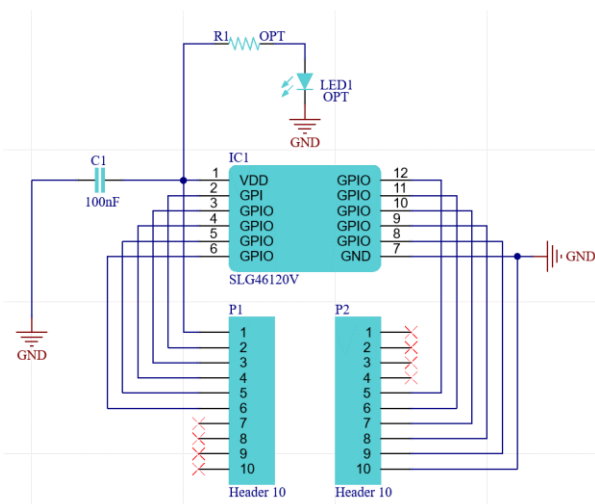 R1 OPT
LED1
OPT
GND
C1
100nF
IC1
1 VDD GPIO 12
2 GPI GPIO 11
3 GPIO GPIO 10
4 GPIO GPIO 9
5 GPIO GPIO 8
6 GPIO GND 7
GND
SLG46120V
GND
P1 P2
1 1
2 2
3 3
4 4
5 5
6 6
7 7
8 8
9 9
10 10
Header 10 Header 10